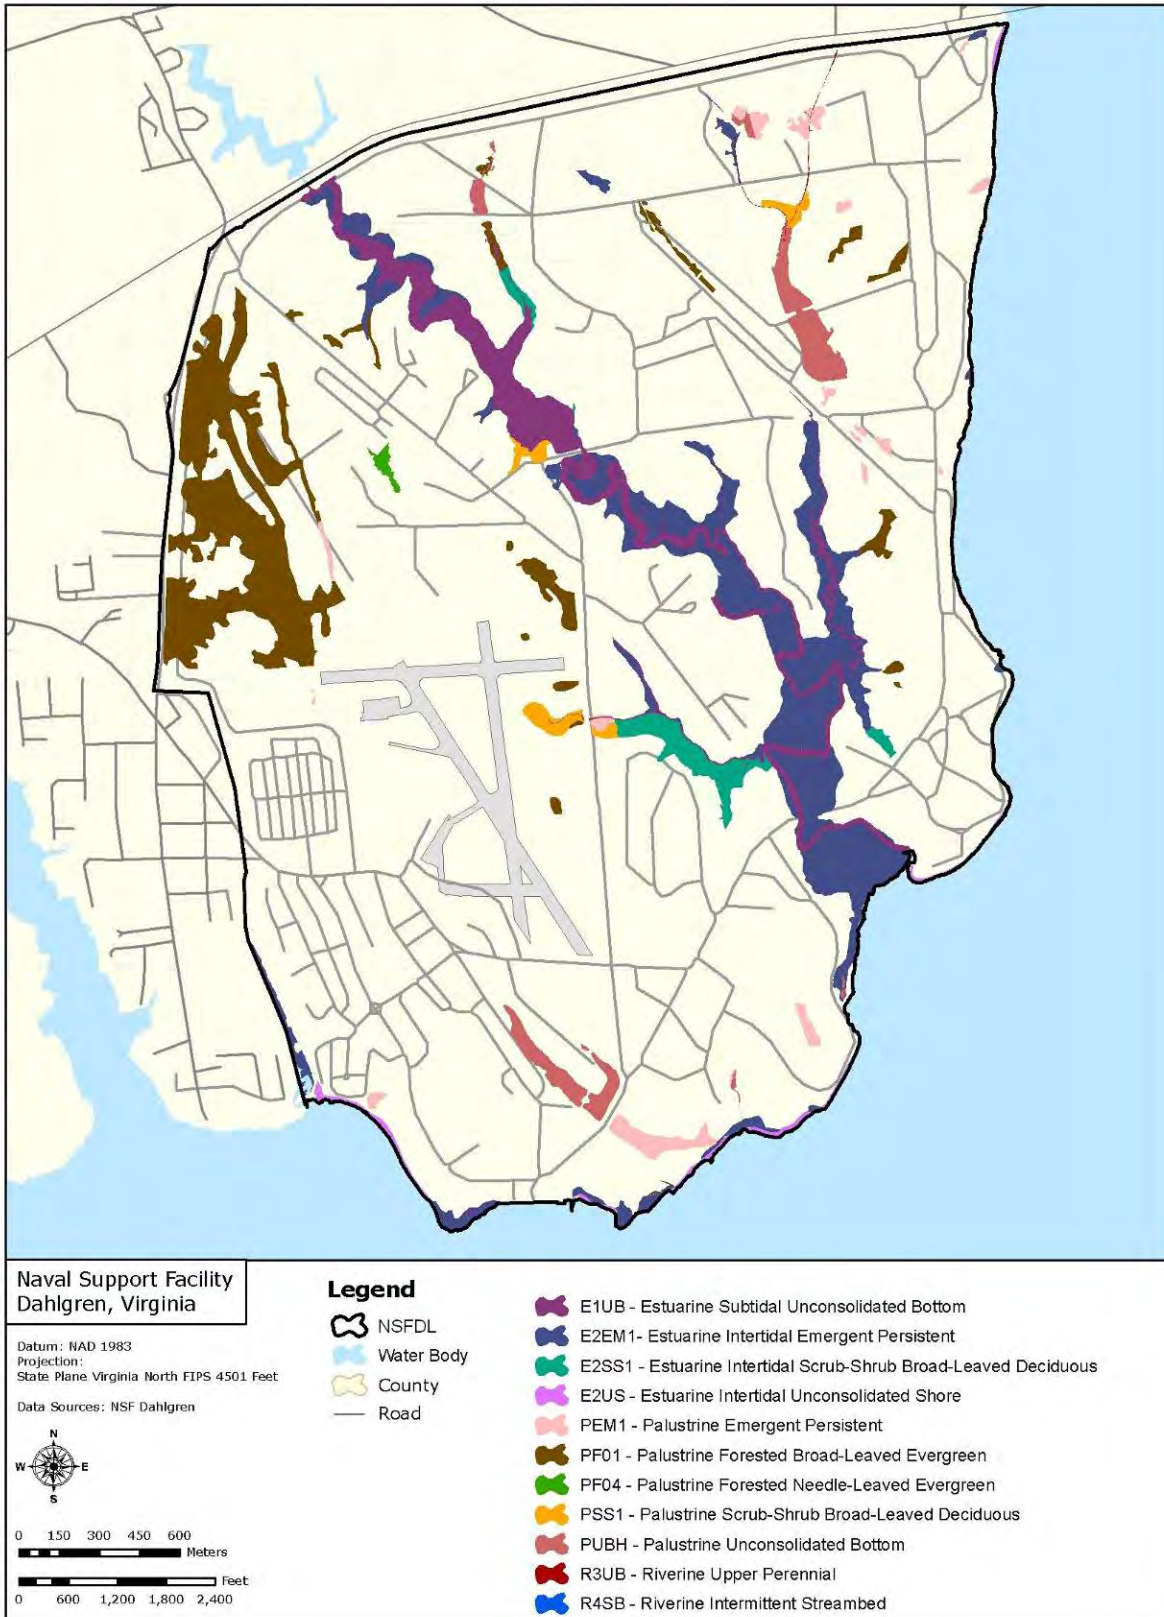 Naval Support Facility
Dahlgren, Virginia
Datum: NAD 1983
Projection:
State Plane Virginia North FIPS 4501 Feet
Data Sources: NSF Dahlgren
N
W E
S
0 150 300 450 600
Meters
Feet
0 600 1,200 1,800 2,400
Legend
NSFDL
Water Body
County
Road
E1UB - Estuarine Subtidal Unconsolidated Bottom
E2EM1- Estuarine Intertidal Emergent Persistent
E2SS1 - Estuarine Intertidal Scrub-Shrub Broad-Leaved Deciduous
E2US - Estuarine Intertidal Unconsolidated Shore
PEM1 - Palustrine Emergent Persistent
PF01 - Palustrine Forested Broad-Leaved Evergreen
PF04 - Palustrine Forested Needle-Leaved Evergreen
PSS1 - Palustrine Scrub-Shrub Broad-Leaved Deciduous
PUBH - Palustrine Unconsolidated Bottom
R3UB - Riverine Upper Perennial
R4SB - Riverine Intermittent Streambed